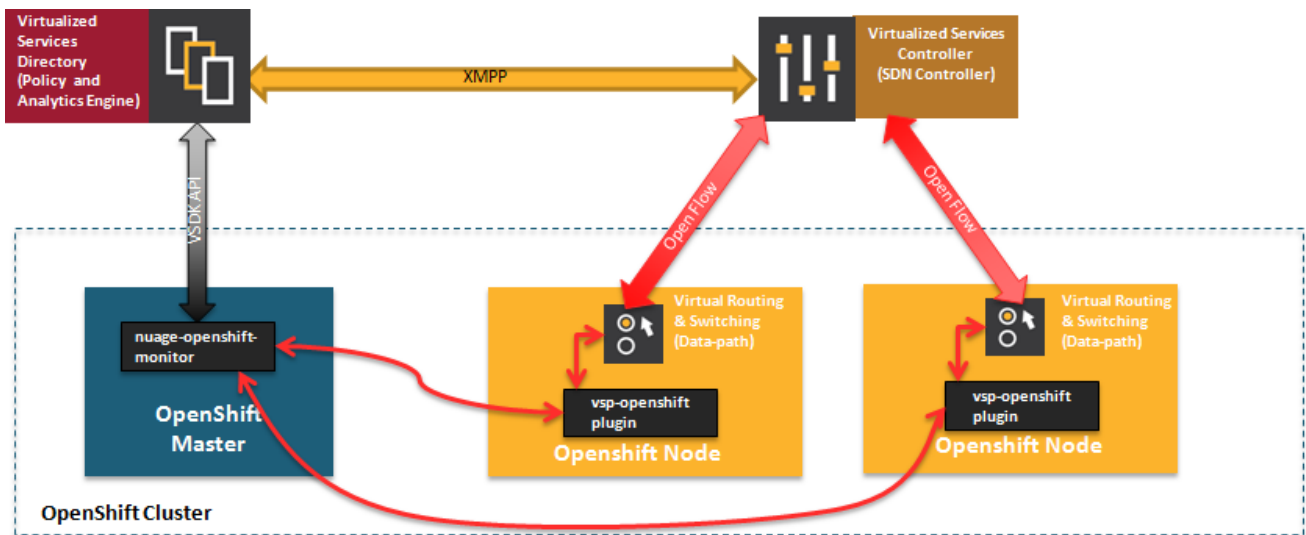 Virtualized
Services
Directory
(Policy and
Analytics Engine)
XMPP
Virtualized Services
Controller
(SDN Controller)
VSDK API
Open Flow
Open Flow
nuage-openshift-
monitor
OpenShift
Master
Virtual Routing
& Switching
(Data-path)
vsp-openshift
plugin
Openshift Node
Virtual Routing
& Switching
(Data-path)
vsp-openshift
plugin
Openshift Node
OpenShift Cluster